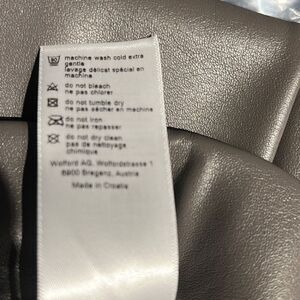 machine wash cold extra
gentle
lavage délicat spécial en
machine
do not bleach
ne pas chlorer
do not tumble dry
ne pas sécher en machine
do not iron
ne pas repasser
do not dry clean
pas de nettoyage
chimique
Wolford AG, Wolfordstrasse 1
6900 Bregenz, Austria
Made in Croatia